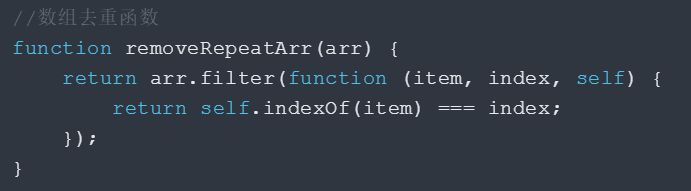 //数组去重函数
function removeRepeatArr(arr) {
    return arr.filter(function (item, index, self) {
        return self.indexOf(item) === index;
    });
}